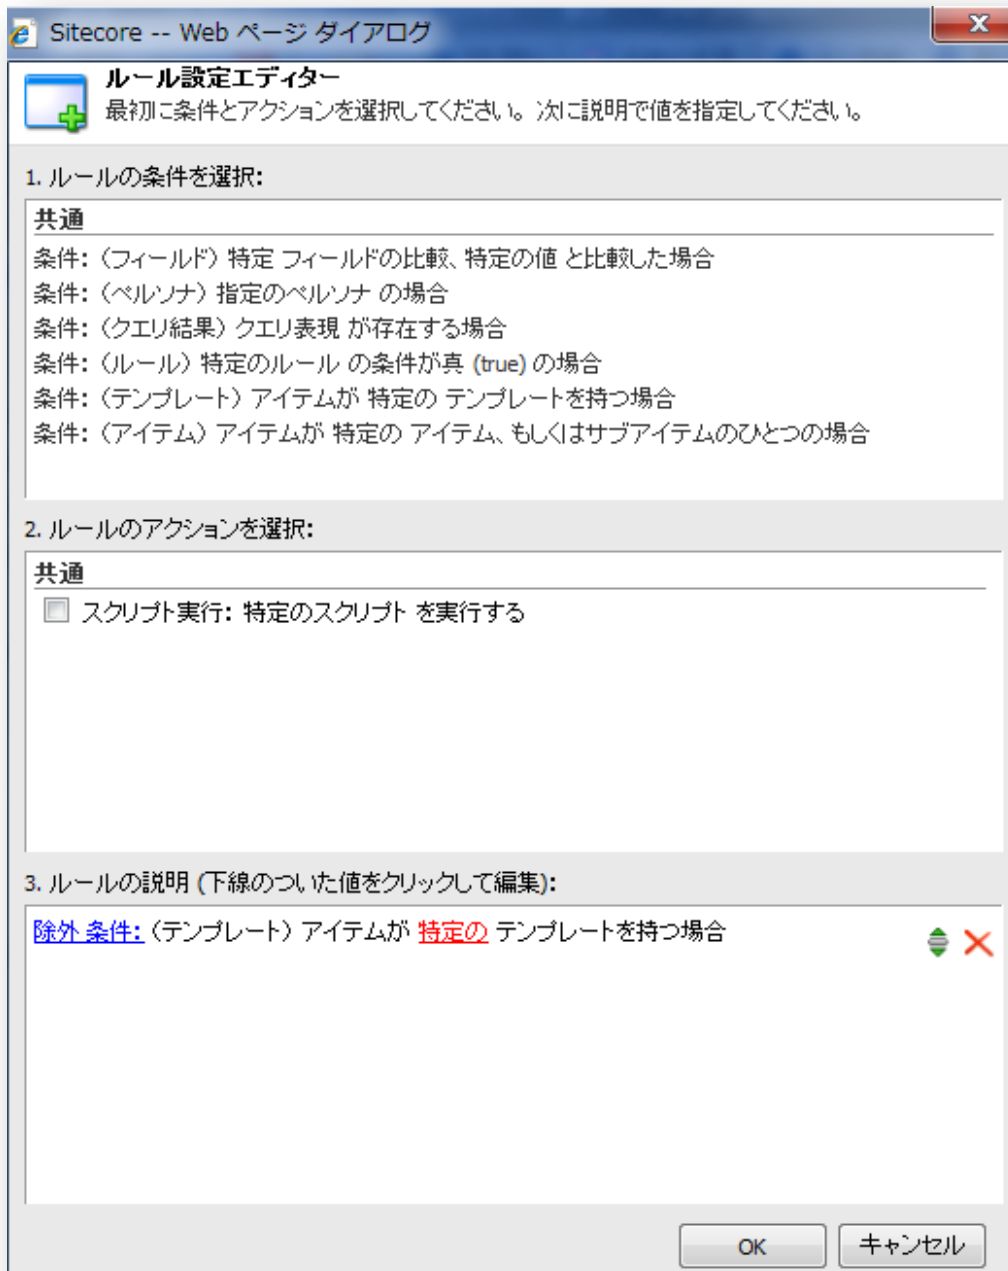 Sitecore -- Web ページ ダイアログ
ルール設定エディター
最初に条件とアクションを選択してください。次に説明で値を指定してください。
1. ルールの条件を選択:
共通
条件: (フィールド) 特定 フィールドの比較、特定の値 と比較した場合
条件: (ペルソナ) 指定のペルソナ の場合
条件: (クエリ結果) クエリ表現 が存在する場合
条件: (ルール) 特定のルール の条件が真 (true) の場合
条件: (テンプレート) アイテムが 特定の テンプレートを持つ場合
条件: (アイテム) アイテムが 特定の アイテム、もしくはサブアイテムのひとつの場合
2. ルールのアクションを選択:
共通
スクリプト実行: 特定のスクリプト を実行する
3. ルールの説明 (下線のついた値をクリックして編集):
除外 条件: (テンプレート) アイテムが 特定の テンプレートを持つ場合
OK キャンセル